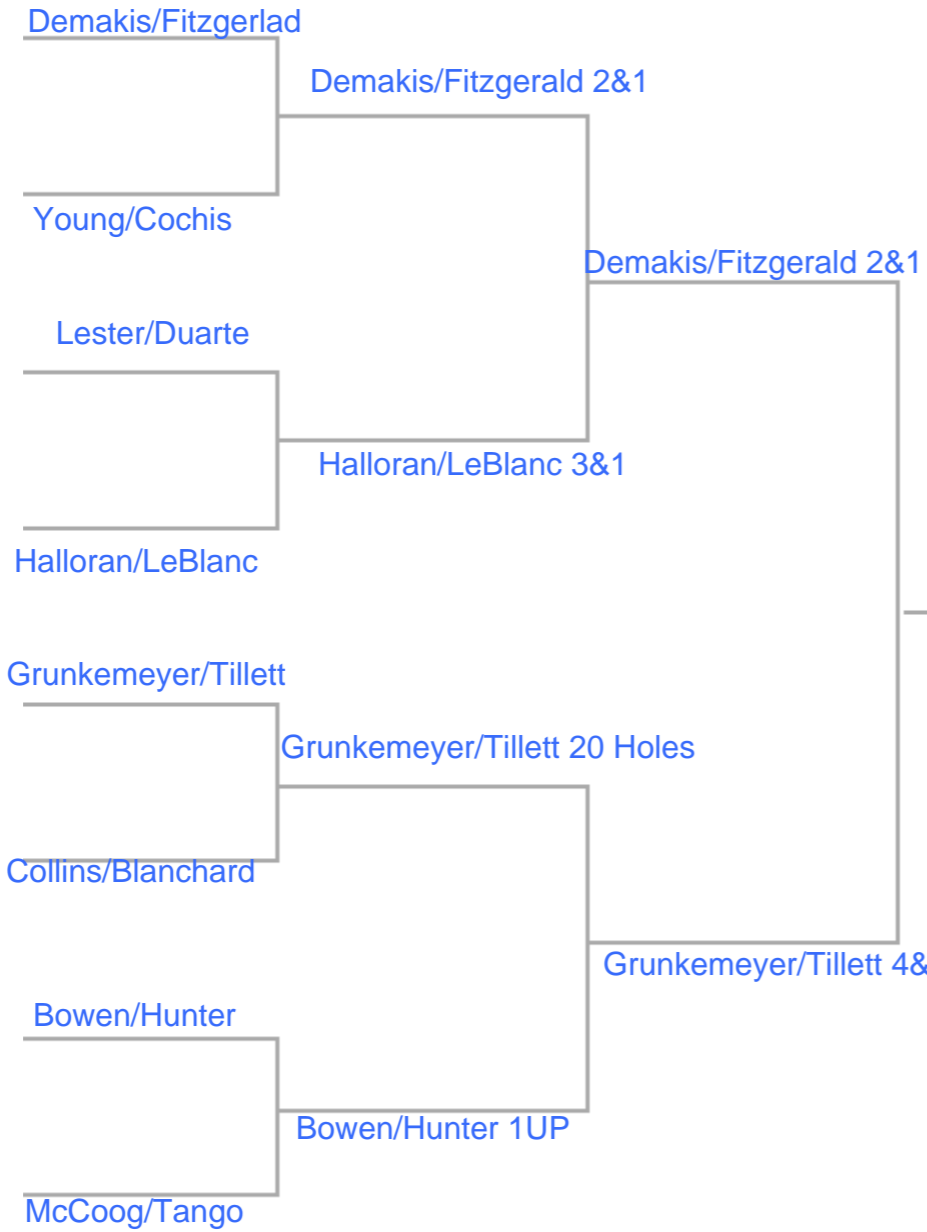 Demakis/Fitzgerlad
Demakis/Fitzgerald 2&1
Young/Cochis
Demakis/Fitzgerald 2&1
Lester/Duarte
Halloran/LeBlanc 3&1
Halloran/LeBlanc
Grunkemeyer/Tillett
Grunkemeyer/Tillett 20 Holes
Collins/Blanchard
Grunkemeyer/Tillett 4&
Bowen/Hunter
Bowen/Hunter 1UP
McCoog/Tango